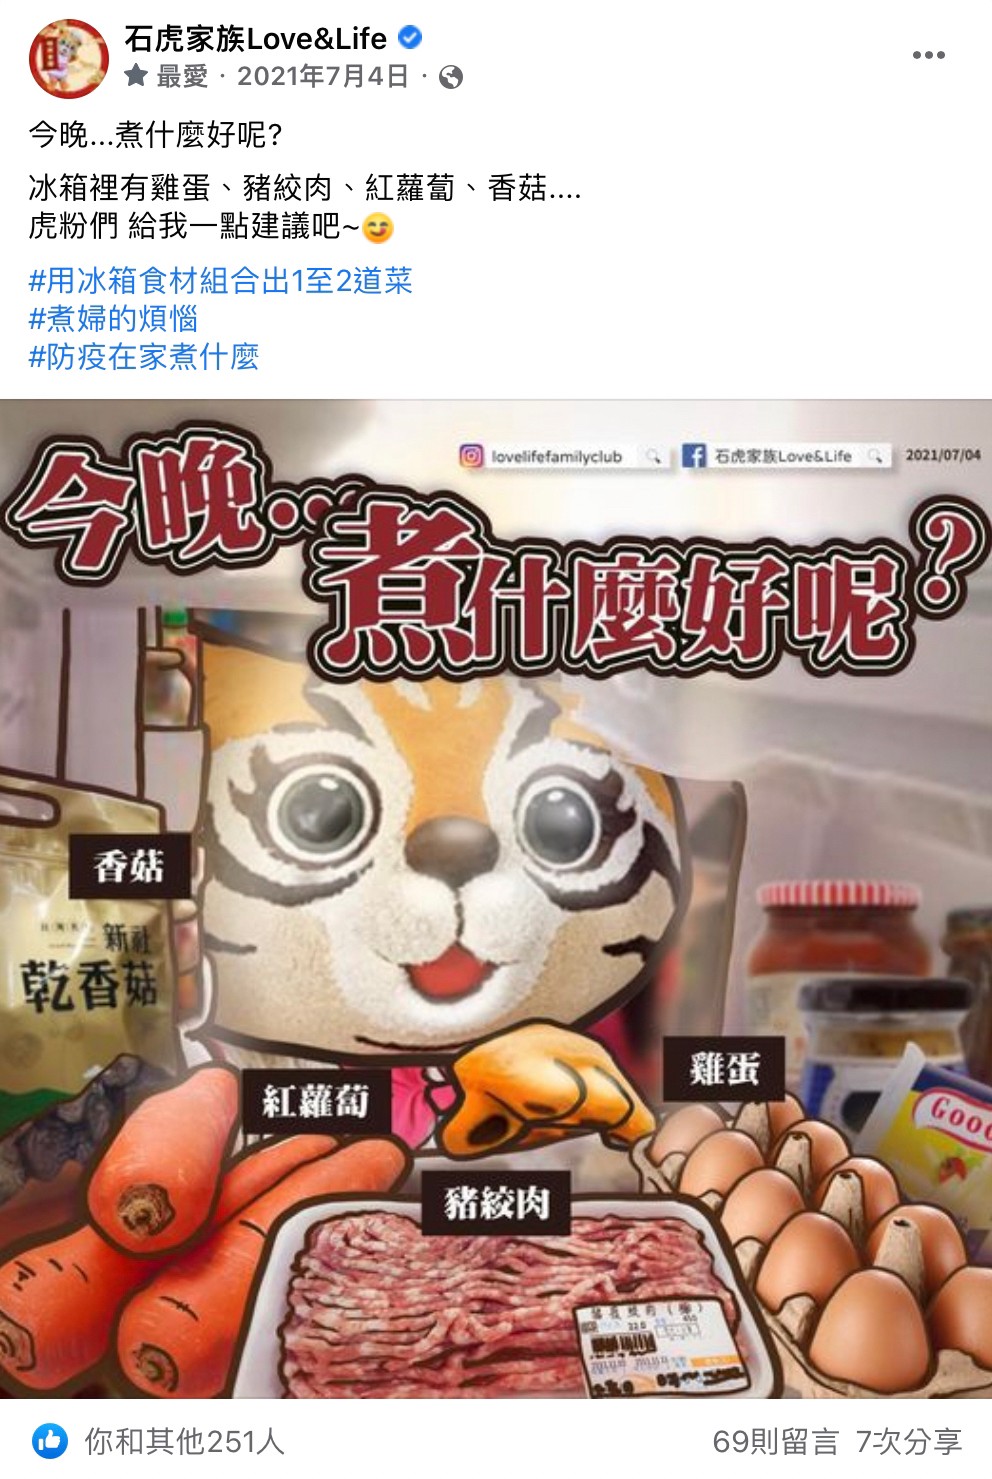 石虎家族Love&Life
最愛 · 2021年7月4日 ·
今晚...煮什麼好呢?
冰箱裡有雞蛋、豬絞肉、紅蘿蔔、香菇....
虎粉們 給我一點建議吧~😋
#用冰箱食材組合出1至2道菜
#煮婦的煩惱
#防疫在家煮什麼
lovelifefamilyclub
石虎家族Love&Life
2021/07/04
今晚...煮什麼好呢?
香菇
新社
乾香菇
紅蘿蔔
雞蛋
GOO
豬絞肉
你和其他251人
69則留言 7次分享